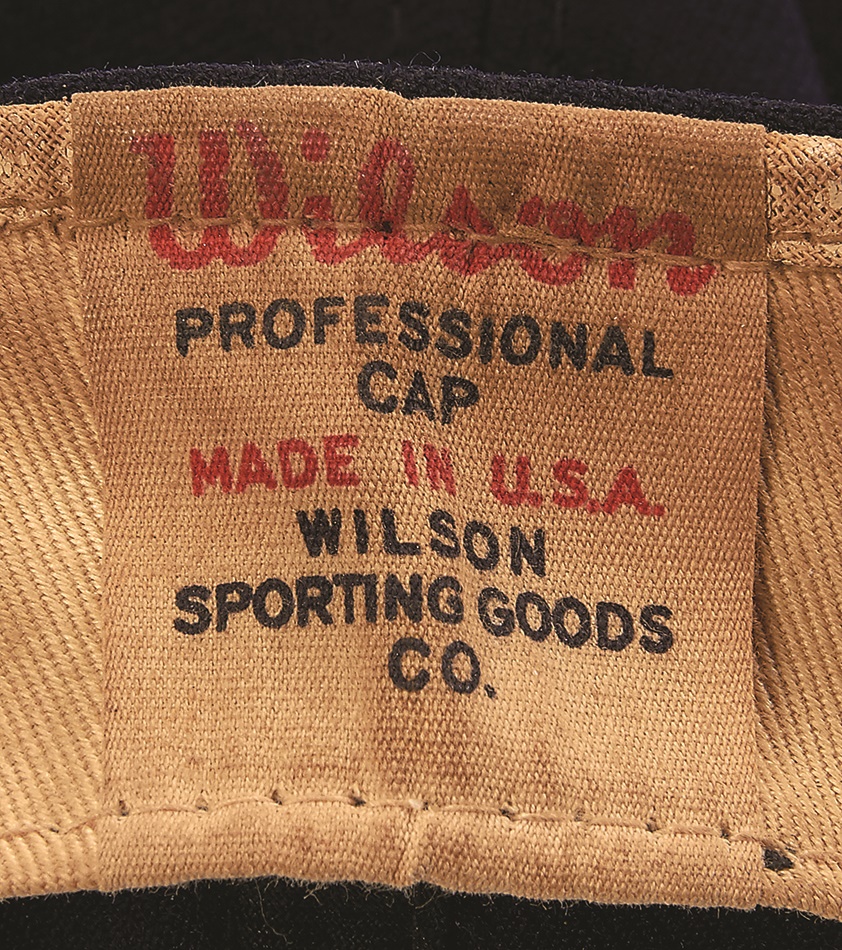 Wilson
PROFESSIONAL
CAP
MADE IN U.S.A.
WILSON
SPORTING GOODS
CO.